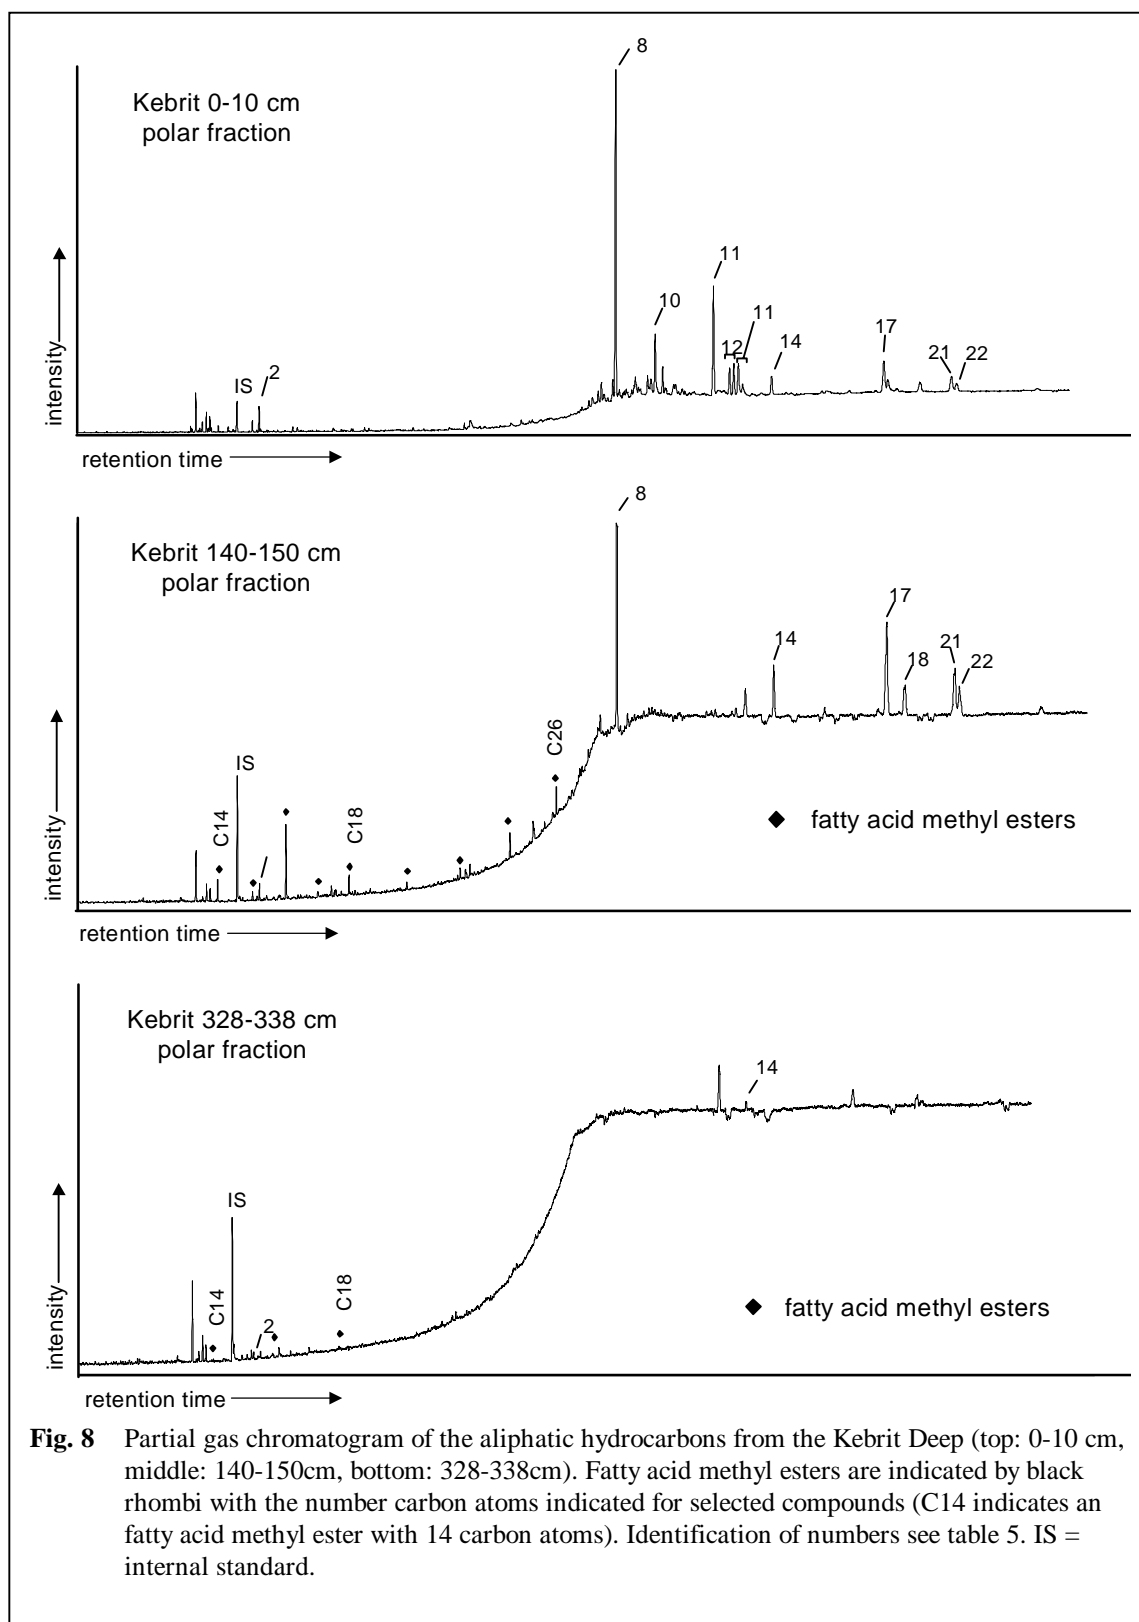 8
Kebrit 0-10 cm
polar fraction
11
10
11
12
14
17
21
22
IS
2
intensity
retention time
8
Kebrit 140-150 cm
polar fraction
17
14
18
21
22
C26
IS
C14
C18
◆ fatty acid methyl esters
intensity
retention time
Kebrit 328-338 cm
polar fraction
14
IS
C14
2
C18
◆ fatty acid methyl esters
intensity
retention time
Fig. 8 Partial gas chromatogram of the aliphatic hydrocarbons from the Kebrit Deep (top: 0-10 cm,
middle: 140-150cm, bottom: 328-338cm). Fatty acid methyl esters are indicated by black
rhombi with the number carbon atoms indicated for selected compounds (C14 indicates an
fatty acid methyl ester with 14 carbon atoms). Identification of numbers see table 5. IS =
internal standard.